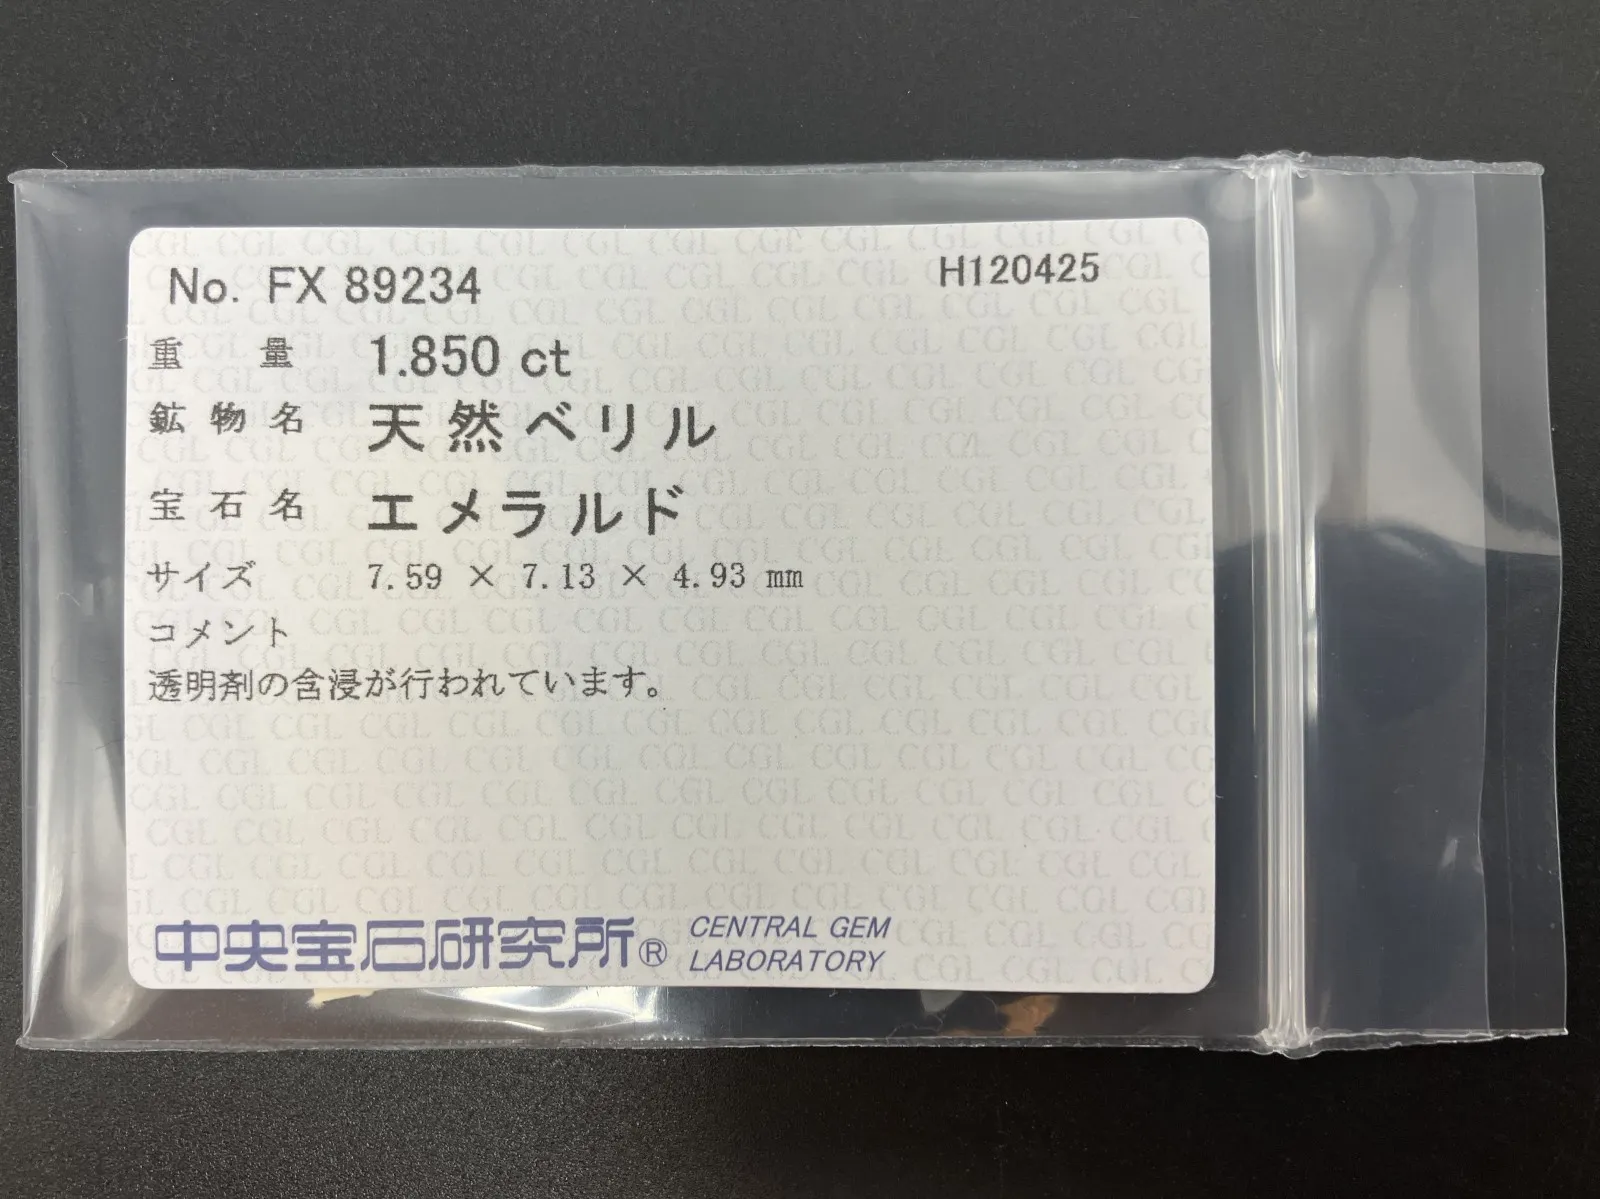 No. FX 89234 H120425
重量 1.850 ct
鉱物名 天然ベリル
宝石名 エメラルド
サイズ 7.59 × 7.13 × 4.93 mm
コメント
透明剤の含浸が行われています。
中央宝石研究所® CENTRAL GEM
LABORATORY